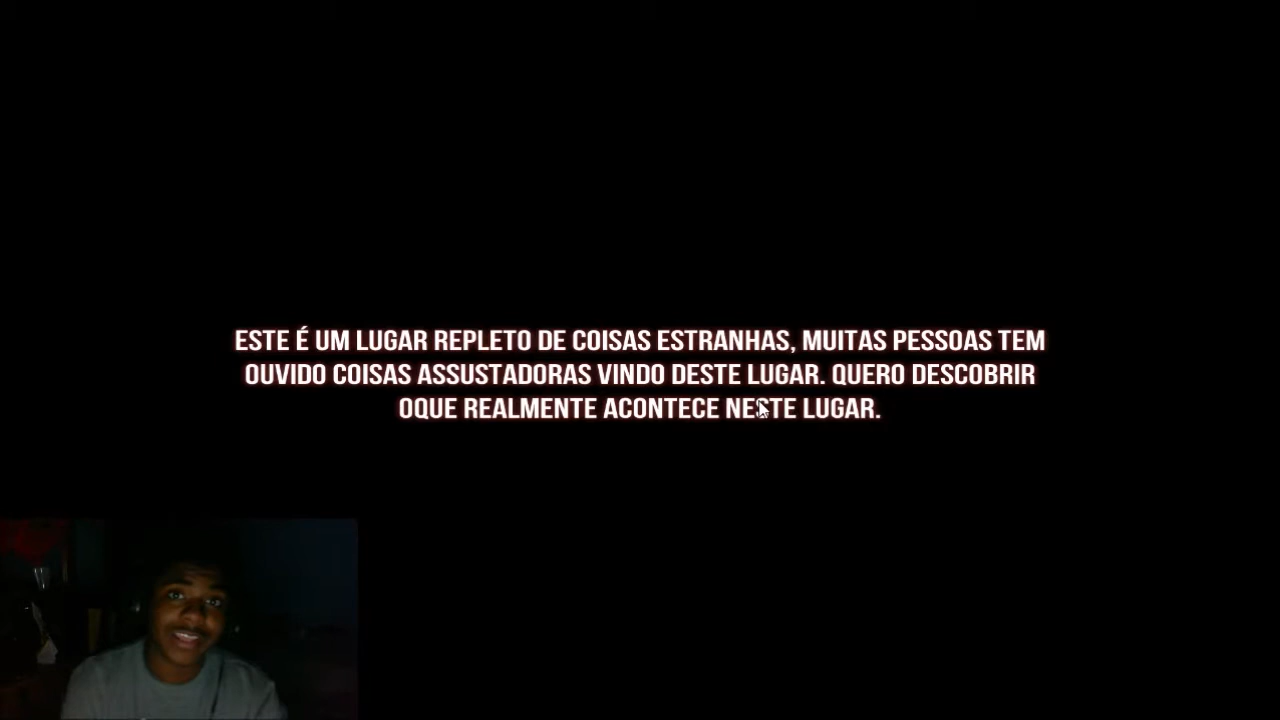 ESTE É UM LUGAR REPLETO DE COISAS ESTRANHAS, MUITAS PESSOAS TEM
OUVIDO COISAS ASSUSTADORAS VINDO DESTE LUGAR. QUERO DESCOBRIR
OQUE REALMENTE ACONTECE NESTE LUGAR.